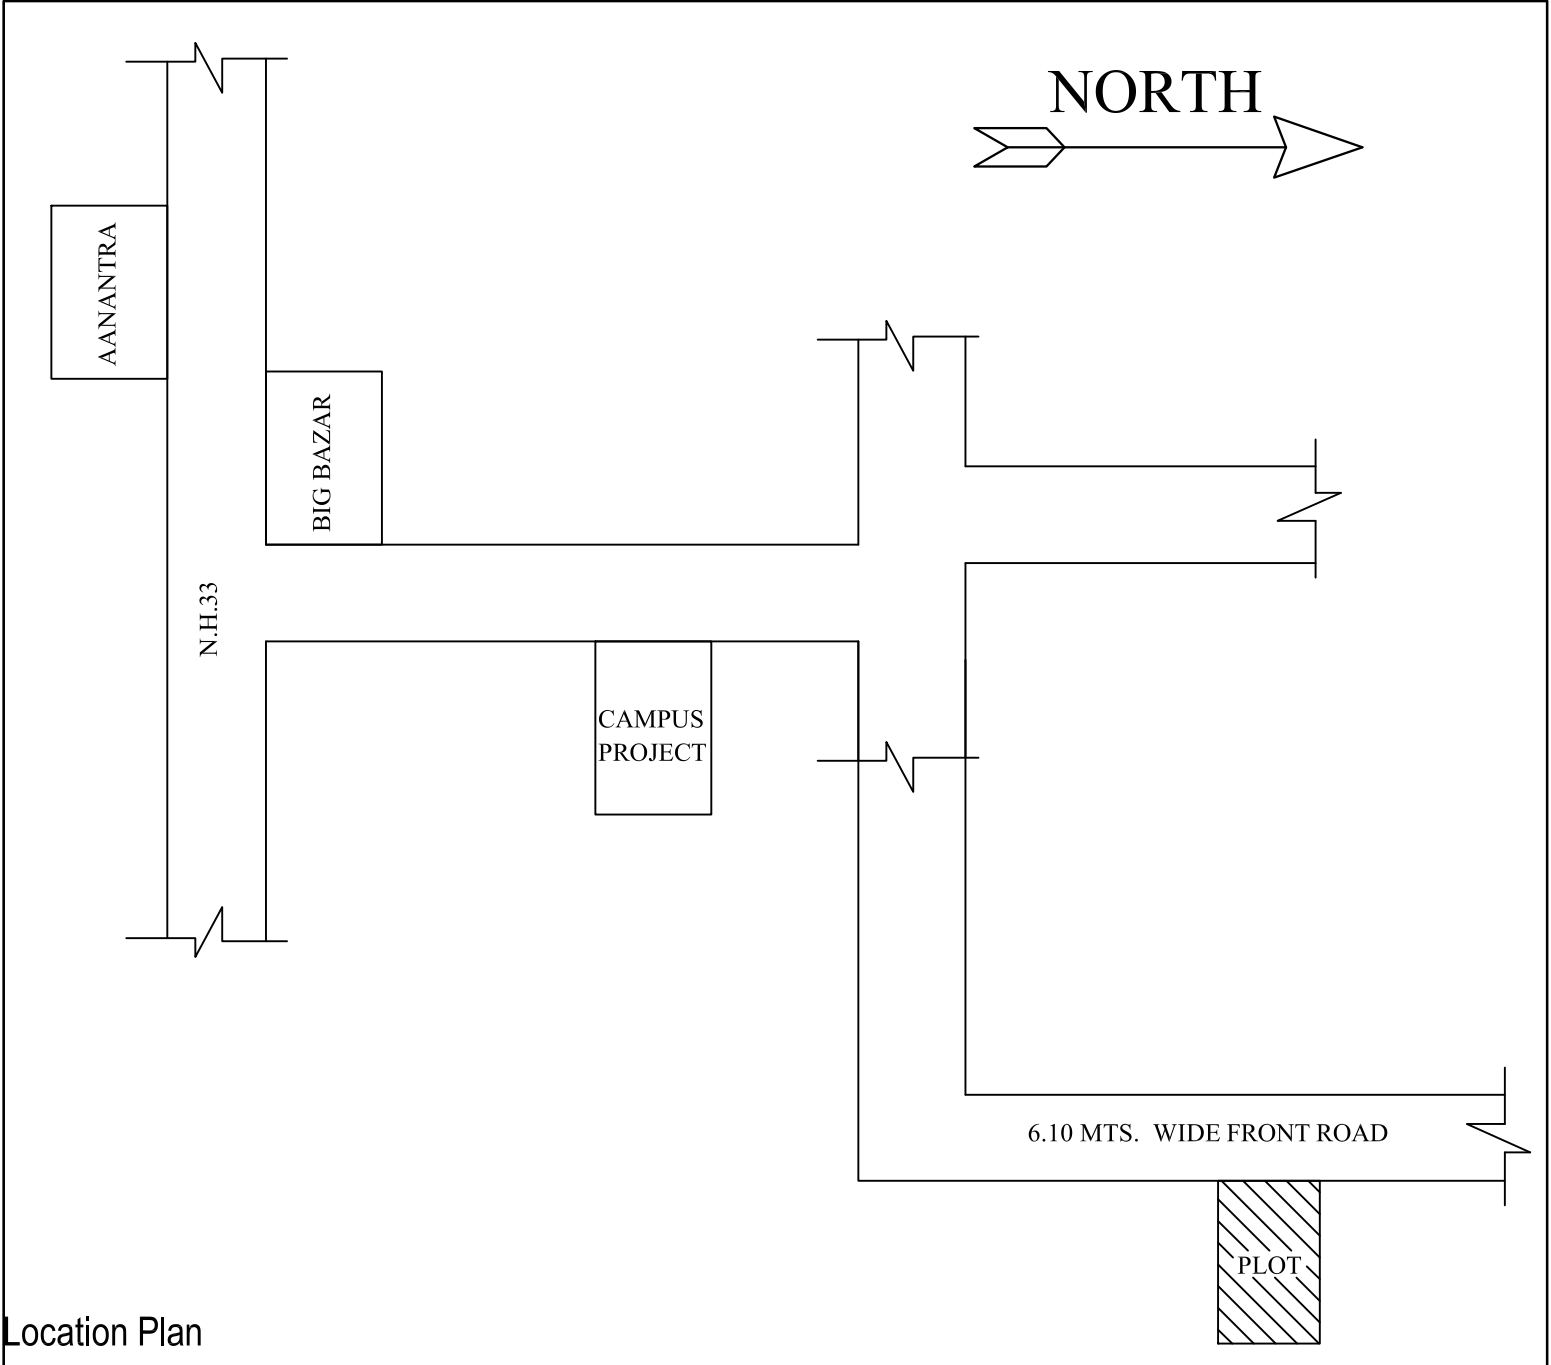 NORTH
AANANTRA
BIG BAZAR
N.H.33
CAMPUS
PROJECT
6.10 MTS. WIDE FRONT ROAD
PLOT
Location Plan